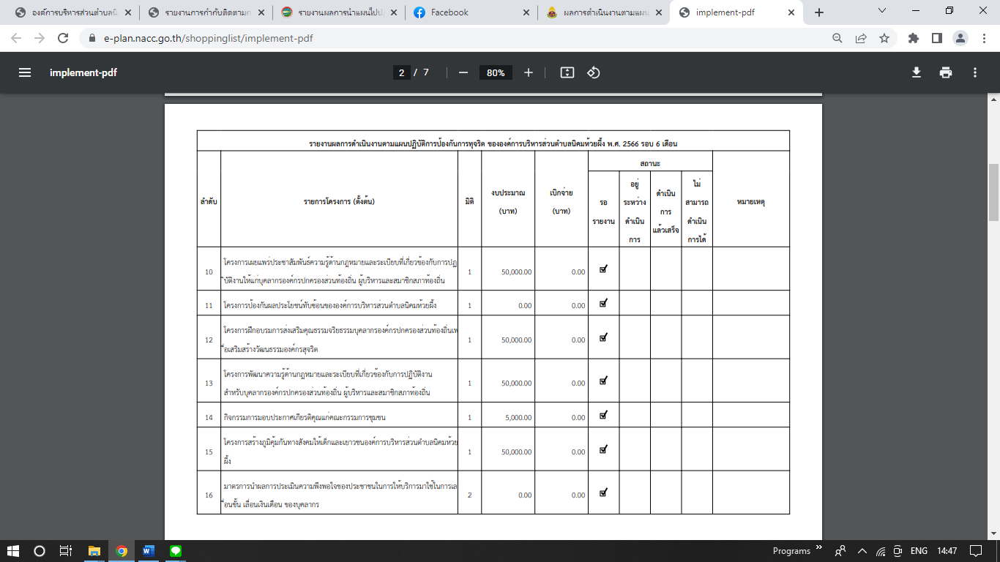 องค์การบริหารส่วนตำบลนิ
รายงานการกำกับติดตามก
รายงานผลการนำแผนไปป
Facebook
ผลการดำเนินงานตามแผน
implement-pdf
e-plan.nacc.go.th/shoppinglist/implement-pdf
implement-pdf
2 / 7
80%
รายงานผลการดำเนินงานตามแผนปฏิบัติการป้องกันการทุจริต ขององค์การบริหารส่วนตำบลนิคมห้วยผึ้ง พ.ศ. 2566 รอบ 6 เดือน
ลำดับ
รายการโครงการ (ตั้งต้น)
มิติ
งบประมาณ
(บาท)
เบิกจ่าย
(บาท)
สถานะ
รอ
รายงาน
อยู่
ระหว่าง
ดำเนิน
การ
ดำเนิน
การ
แล้วเสร็จ
ไม่
สามารถ
ดำเนิน
การได้
หมายเหตุ
โครงการเผยแพร่ประชาสัมพันธ์ความรู้ด้านกฎหมายและระเบียบที่เกี่ยวข้องกับการปฏ
10 1 50,000.00 0.00
ิบัติงานให้แก่บุคลากรองค์กรปกครองส่วนท้องถิ่น ผู้บริหารและสมาชิกสภาท้องถิ่น
11 โครงการป้องกันผลประโยชน์ทับซ้อนขององค์การบริหารส่วนตำบลนิคมห้วยผึ้ง 1 0.00 0.00
โครงการฝึกอบรมการส่งเสริมคุณธรรมจริยธรรมบุคลากรองค์กรปกครองส่วนท้องถิ่นเพ
12 1 50,000.00 0.00
ื่อเสริมสร้างวัฒนธรรมองค์กรสุจริต
โครงการพัฒนาความรู้ด้านกฎหมายและระเบียบที่เกี่ยวข้องกับการปฏิบัติงาน
13 1 50,000.00 0.00
สำหรับบุคลากรองค์กรปกครองส่วนท้องถิ่น ผู้บริหารและสมาชิกสภาท้องถิ่น
14 กิจกรรมการมอบประกาศเกียรติคุณแก่คณะกรรมการชุมชน 1 5,000.00 0.00
โครงการสร้างภูมิคุ้มกันทางสังคมให้เด็กและเยาวชนองค์การบริหารส่วนตำบลนิคมห้วย
15 1 50,000.00 0.00
ผึ้ง
มาตรการนำผลการประเมินความพึงพอใจของประชาชนในการให้บริการมาใช้ในการเล
16 2 0.00 0.00
ื่อนขั้น เลื่อนเงินเดือน ของบุคลากร
Programs
ENG
14:47